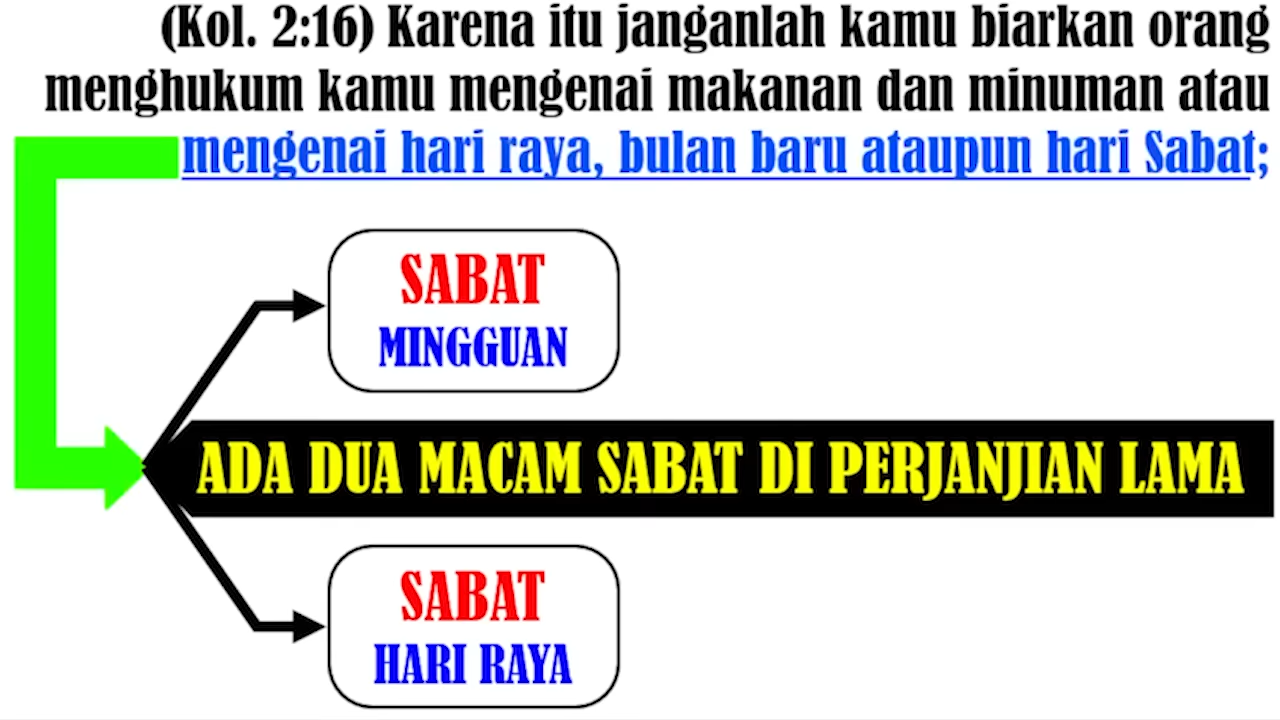 (Kol. 2:16) Karena itu janganlah kamu biarkan orang
menghukum kamu mengenai makanan dan minuman atau
mengenai hari raya, bulan baru ataupun hari Sabat;
SABAT
MINGGUAN
ADA DUA MACAM SABAT DI PERJANJIAN LAMA
SABAT
HARI RAYA